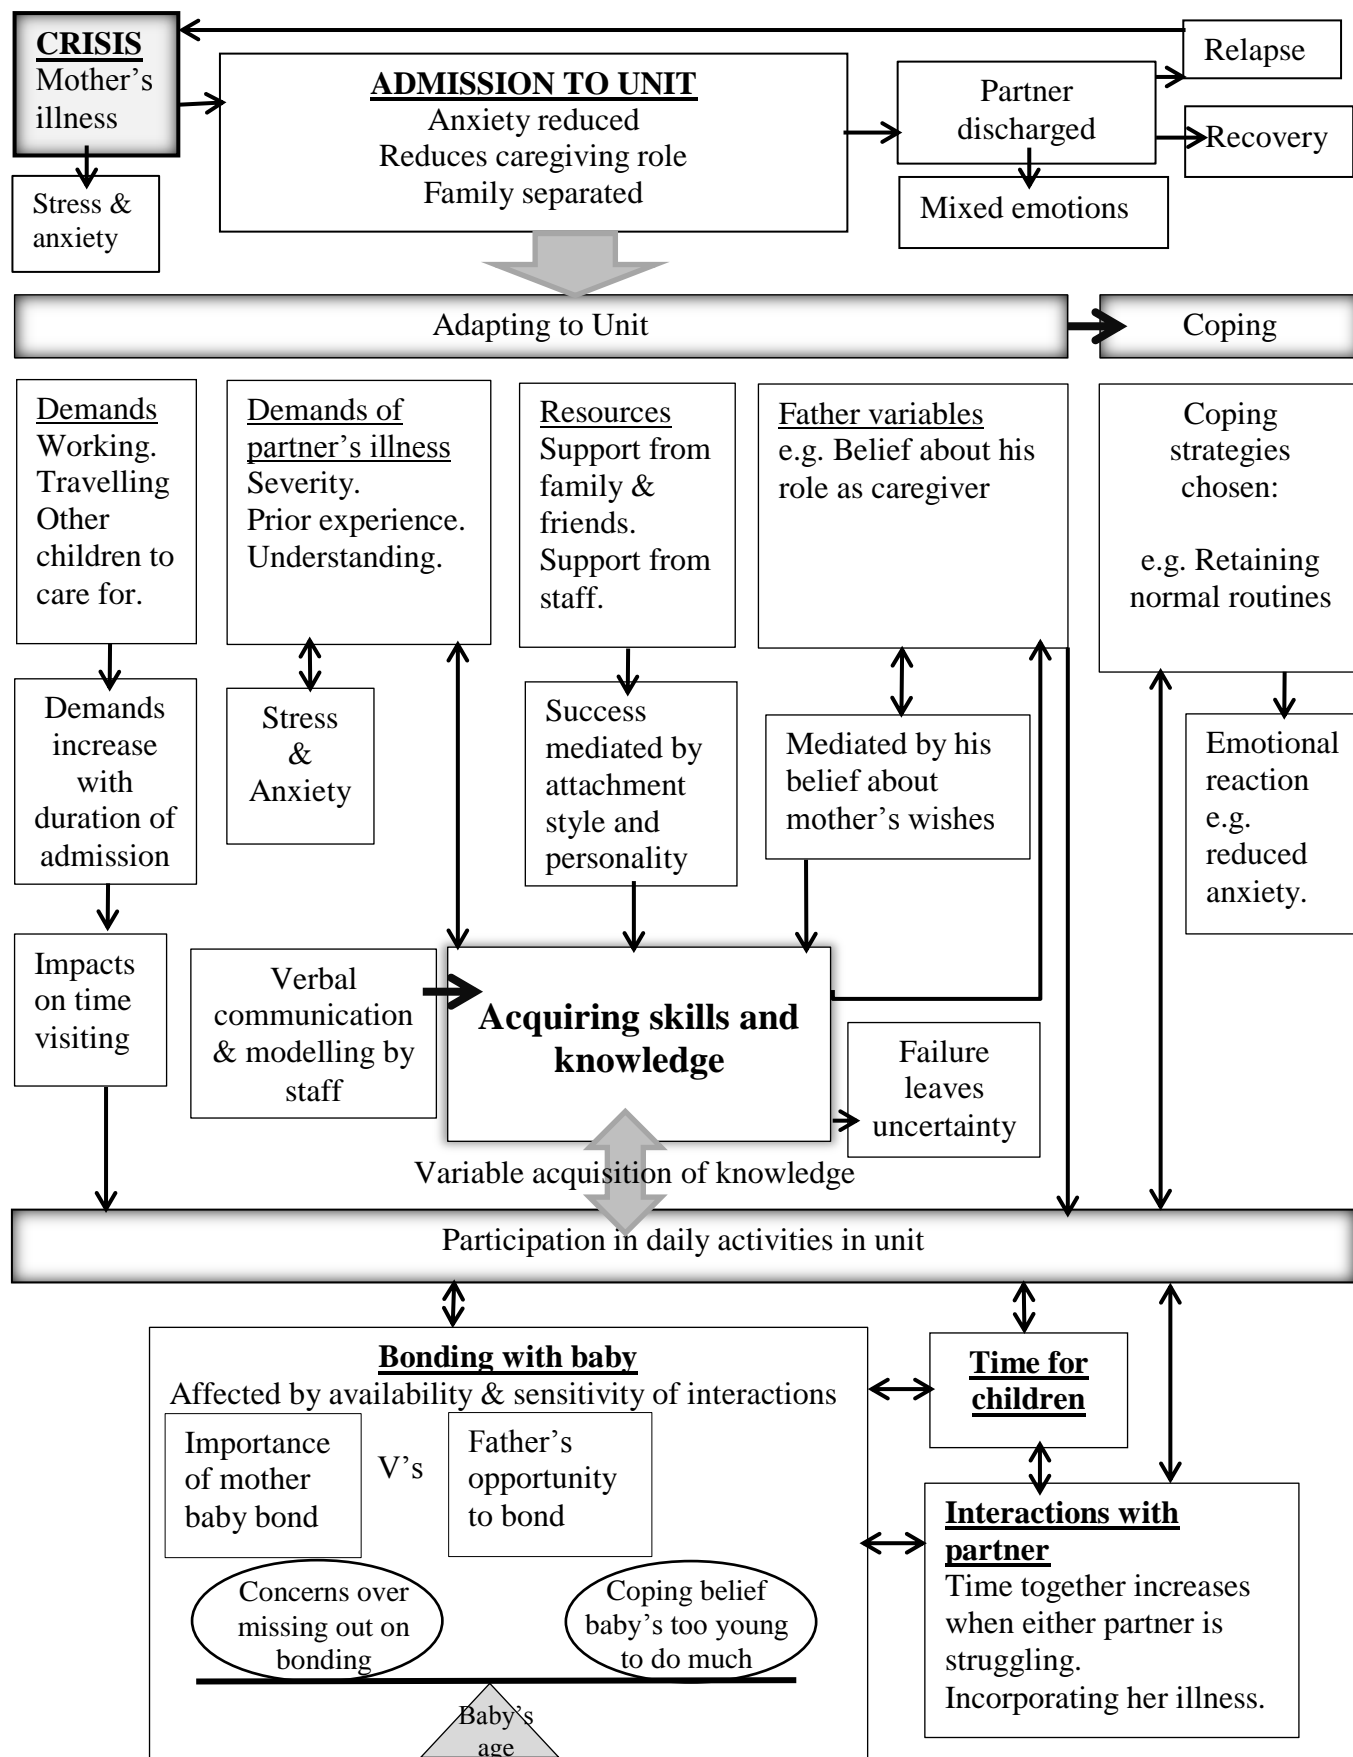 CRISIS
Mother’s
illness
ADMISSION TO UNIT
Anxiety reduced
Reduces caregiving role
Family separated
Partner
discharged
Relapse
Recovery
Stress &
anxiety
Mixed emotions
Adapting to Unit
Coping
Demands
Working.
Travelling
Other
children to
care for.
Demands of
partner’s illness
Severity.
Prior experience.
Understanding.
Resources
Support from
family &
friends.
Support from
staff.
Father variables
e.g. Belief about his
role as caregiver
Coping
strategies
chosen:
e.g. Retaining
normal routines
Demands
increase
with
duration of
admission
Stress
&
Anxiety
Success
mediated by
attachment
style and
personality
Mediated by his
belief about
mother’s wishes
Emotional
reaction
e.g.
reduced
anxiety.
Impacts
on time
visiting
Verbal
communication
& modelling by
staff
Acquiring skills and
knowledge
Failure
leaves
uncertainty
Variable acquisition of knowledge
Participation in daily activities in unit
Bonding with baby
Affected by availability & sensitivity of interactions
Importance
of mother
baby bond
V’s
Father’s
opportunity
to bond
Concerns over
missing out on
bonding
Coping belief
baby’s too young
to do much
Baby’s
age
Time for
children
Interactions with
partner
Time together increases
when either partner is
struggling.
Incorporating her illness.